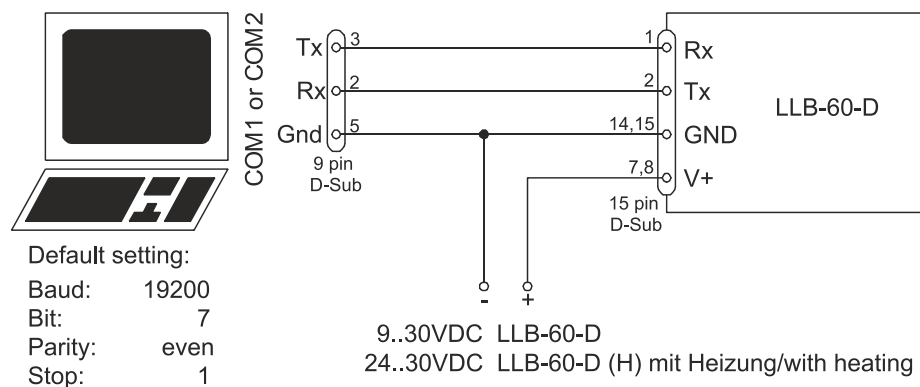 COM1 or COM2
Tx 3
Rx 2
Gnd 5
9 pin
D-Sub
1 Rx
2 Tx
14,15 GND
7,8 V+
15 pin
D-Sub
LLB-60-D
Default setting:
Baud: 19200
Bit: 7
Parity: even
Stop: 1
- +
9..30VDC LLB-60-D
24..30VDC LLB-60-D (H) mit Heizung/with heating